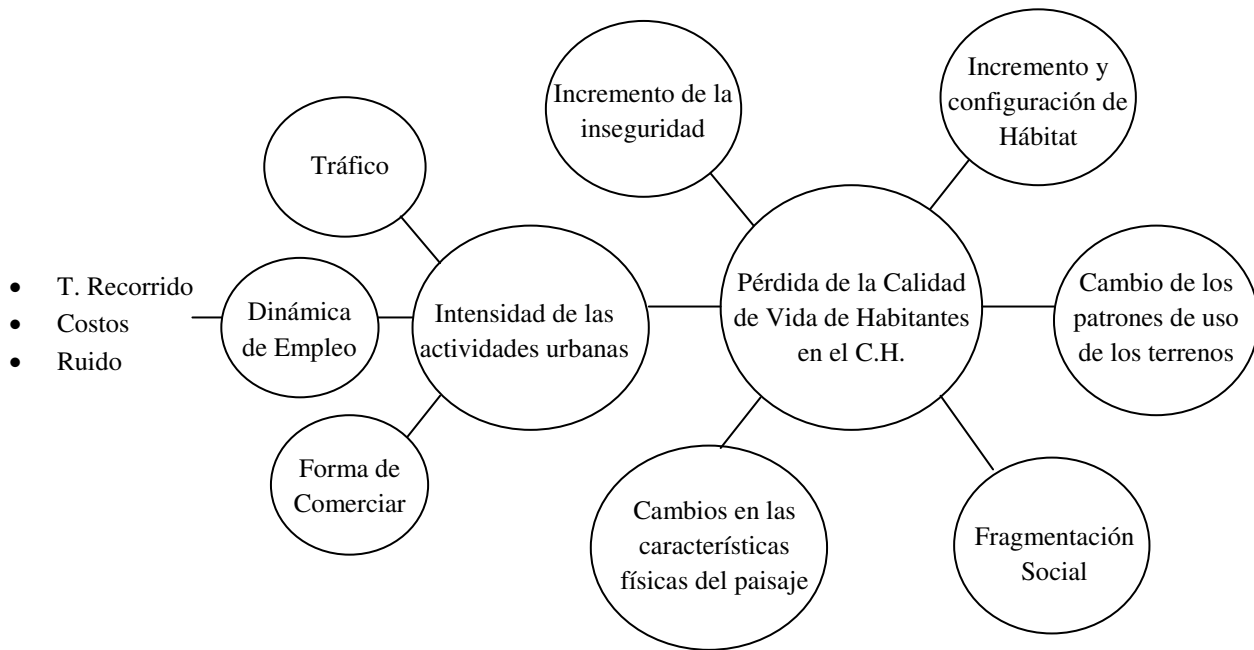 Incremento de la
inseguridad
Incremento y
configuración de
Hábitat
Tráfico
• T. Recorrido
• Costos
• Ruido
Dinámica
de Empleo
Intensidad de las
actividades urbanas
Pérdida de la Calidad
de Vida de Habitantes
en el C.H.
Cambio de los
patrones de uso
de los terrenos
Forma de
Comerciar
Cambios en las
características
físicas del paisaje
Fragmentación
Social